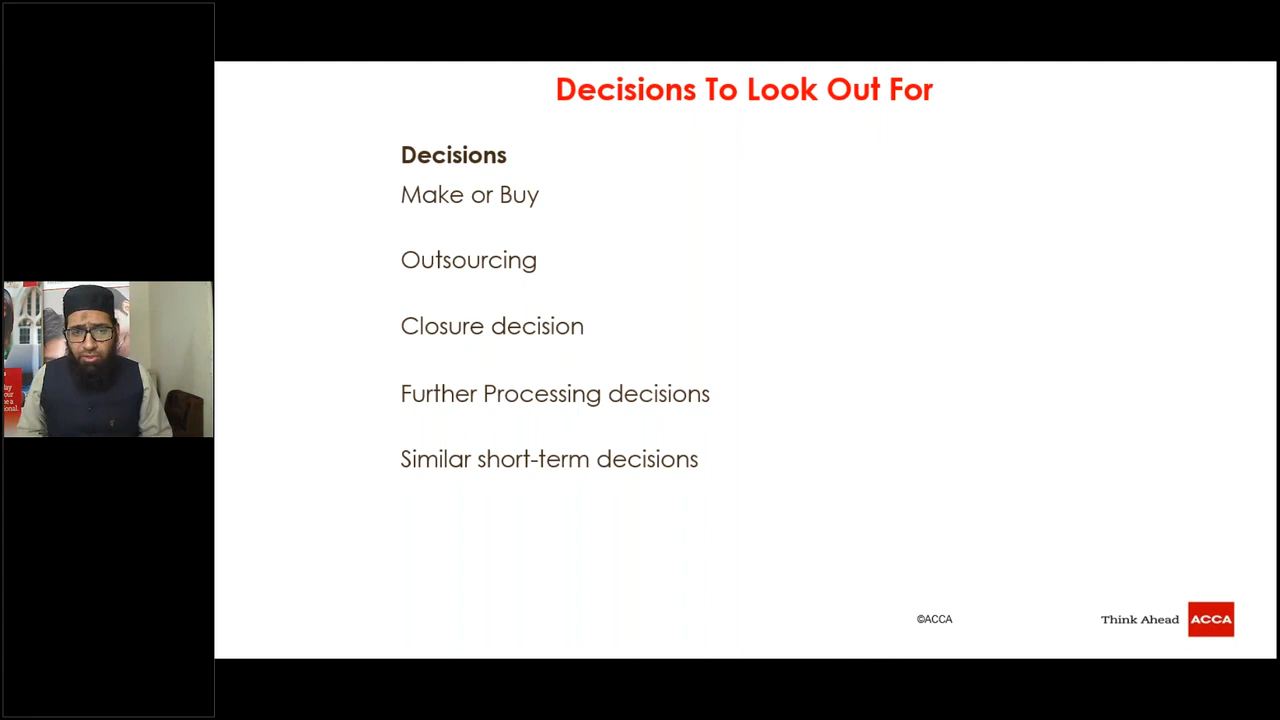 Decisions To Look Out For
Decisions
Make or Buy
Outsourcing
Closure decision
Further Processing decisions
Similar short-term decisions
©ACCA
Think Ahead
ACCA